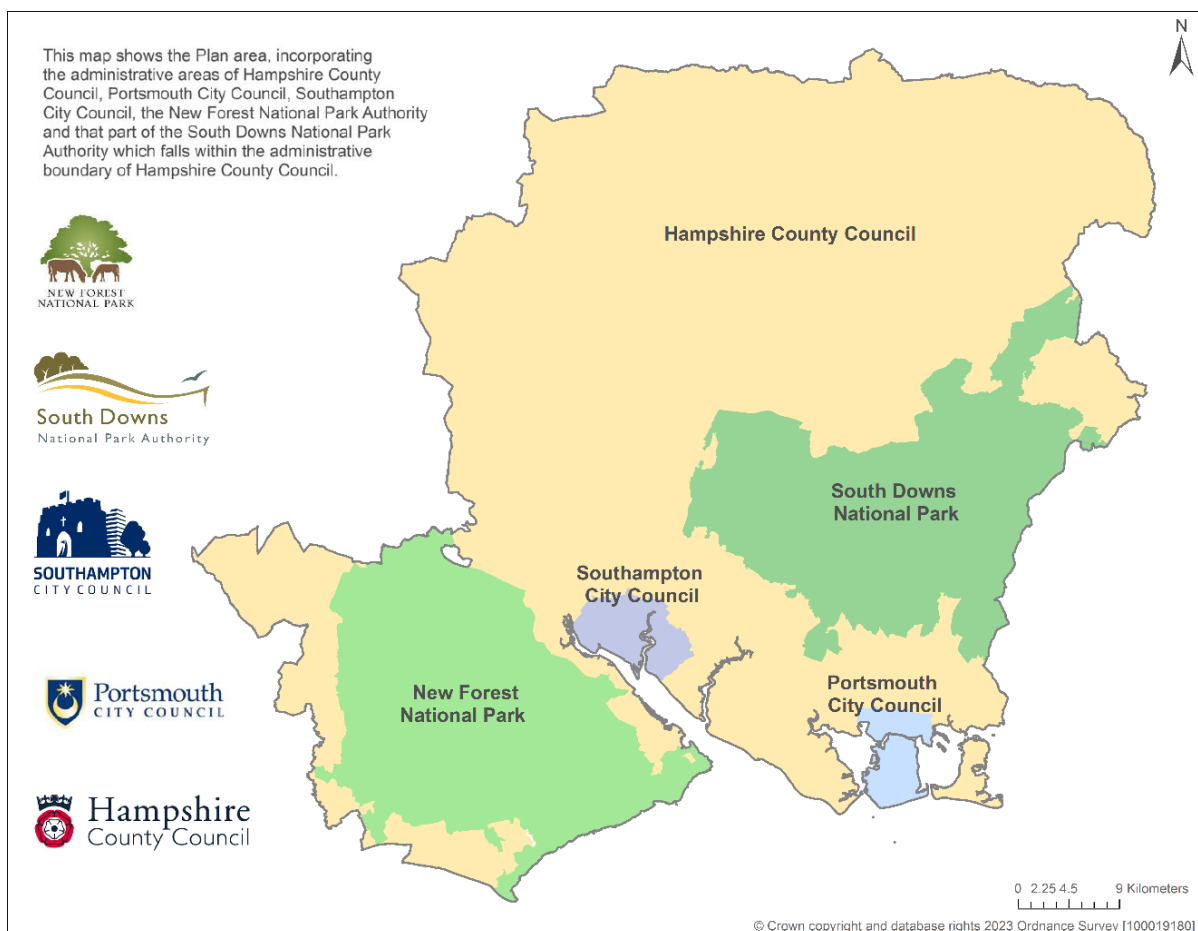 This map shows the Plan area, incorporating
the administrative areas of Hampshire County
Council, Portsmouth City Council, Southampton
City Council, the New Forest National Park Authority
and that part of the South Downs National Park
Authority which falls within the administrative
boundary of Hampshire County Council.
N
NEW FOREST
NATIONAL PARK
South Downs
National Park Authority
SOUTHAMPTON
CITY COUNCIL
Portsmouth
CITY COUNCIL
Hampshire
County Council
Hampshire County Council
South Downs
National Park
Southampton
City Council
New Forest
National Park
Portsmouth
City Council
0 2.25 4.5 9 Kilometers
© Crown copyright and database rights 2023 Ordnance Survey [100019180]